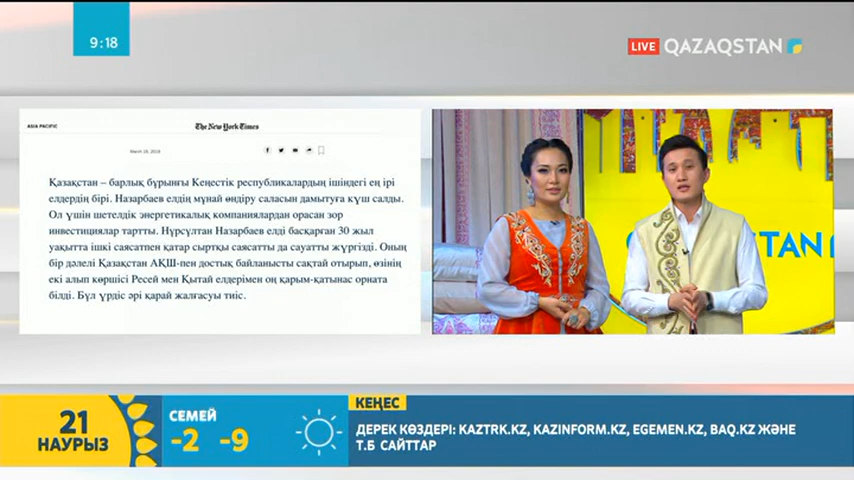 9:18
LIVE QAZAQSTAN
ASIA PACIFIC
The New York Times
Қазақстан – барлық бұрынғы Кеңестік республикалардың ішіндегі ең ірі
елдердің бірі. Назарбаев елдің мұнай өндіру саласын дамытуға күш салды.
Ол үшін шетелдік энергетикалық компаниялардан орасан зор
инвестициялар тартты. Нұрсұлтан Назарбаев елді басқарған 30 жыл
уақытта ішкі саясатпен қатар сыртқы саясатты да сауатты жүргізді. Оның
бір дәлелі Қазақстан АҚШ-пен достық байланысты сақтай отырып, өзінің
екі алып көршісі Ресей мен Қытай елдерімен оң қарым-қатынас орната
білді. Бұл үрдіс әрі қарай жалғасуы тиіс.
21
НАУРЫЗ
СЕМЕЙ
-2 -9
КЕҢЕС
ДЕРЕК КӨЗДЕРІ: KAZTRK.KZ, KAZINFORM.KZ, EGEMEN.KZ, BAQ.KZ ЖӘНЕ
Т.Б САЙТТАР